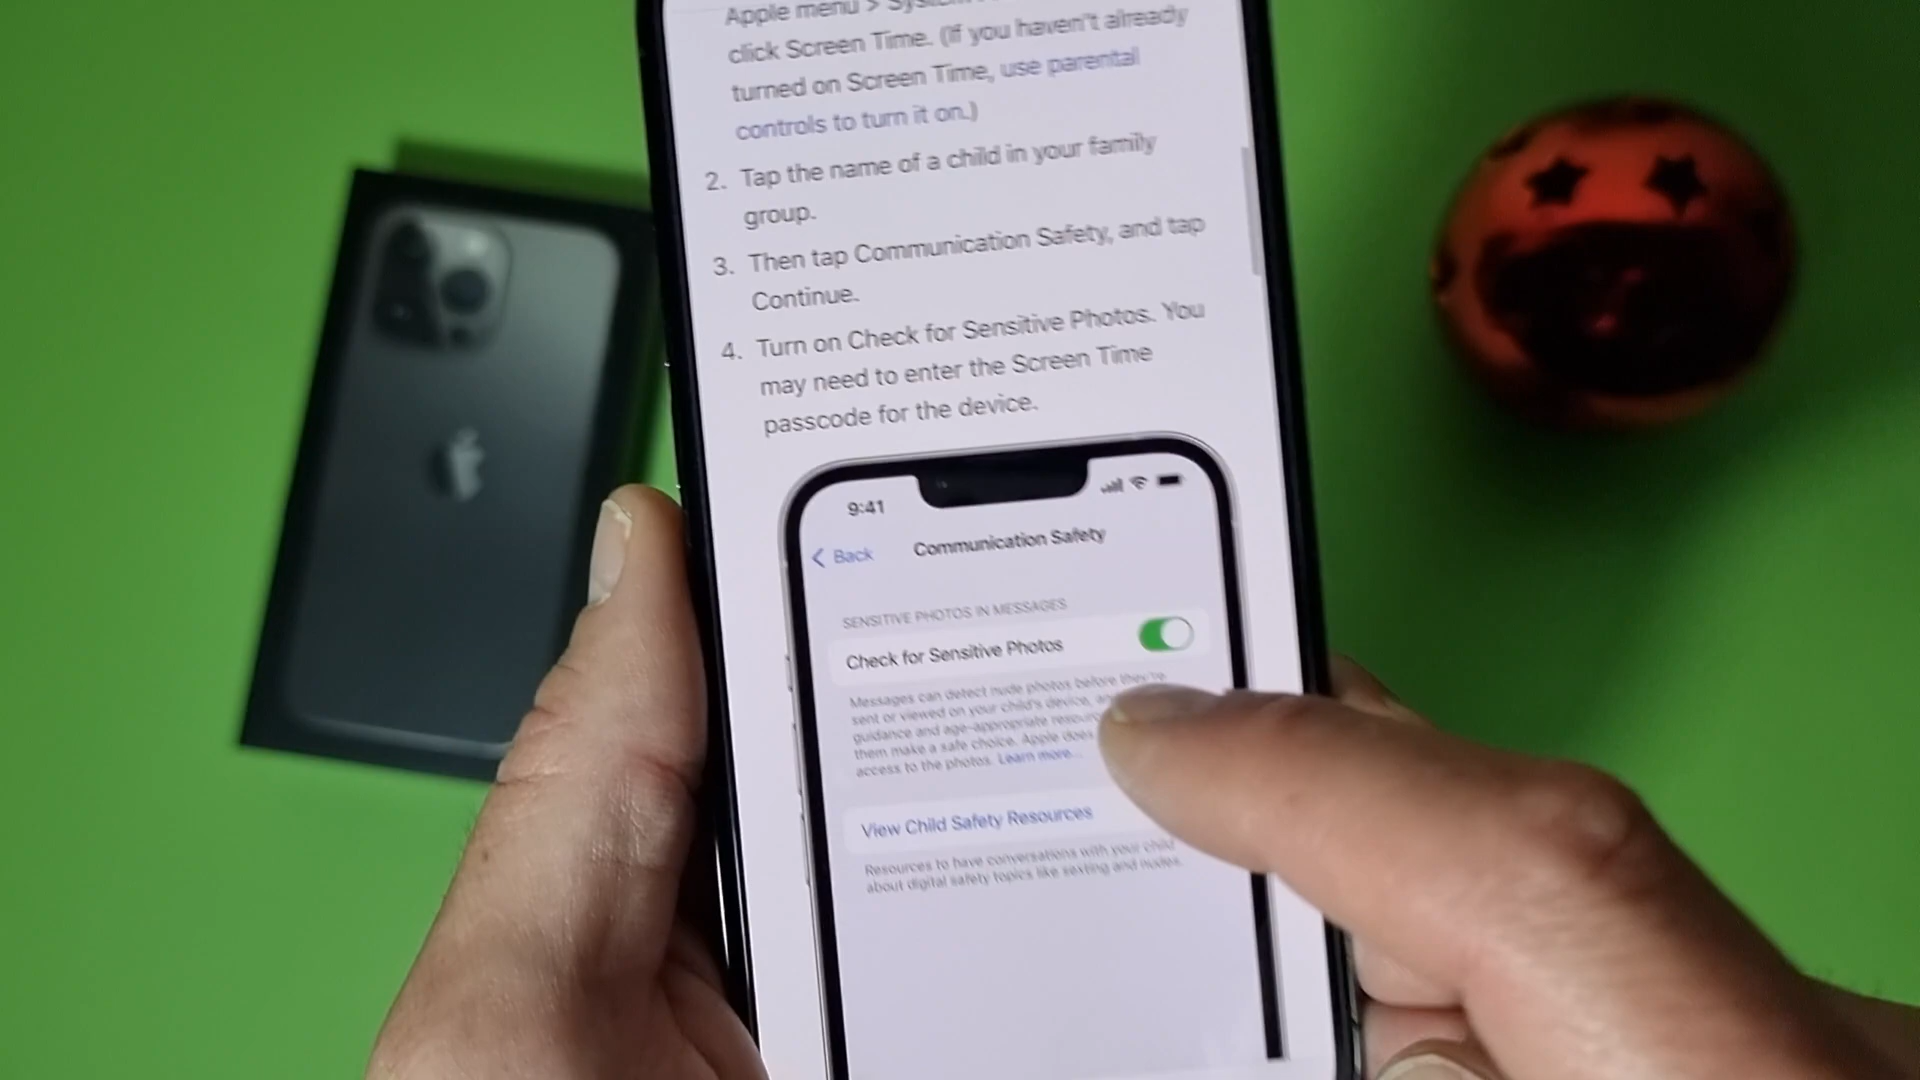 Apple menu >
click Screen Time. (If you haven't already
turned on Screen Time, use parental
controls to turn it on.)
2. Tap the name of a child in your family
group.
3. Then tap Communication Safety, and tap
Continue.
4. Turn on Check for Sensitive Photos. You
may need to enter the Screen Time
passcode for the device.
9:41
Back
Communication Safety
SENSITIVE PHOTOS IN MESSAGES
Check for Sensitive Photos
Messages can detect nude photos before they're
sent or viewed on your child's device,
guidance and age-appropriate
them make a safe choice. Apple does
access to the photos. Learn more...
View Child Safety Resources
Resources to have conversations with your child
about digital safety topics like sexting and nudes.